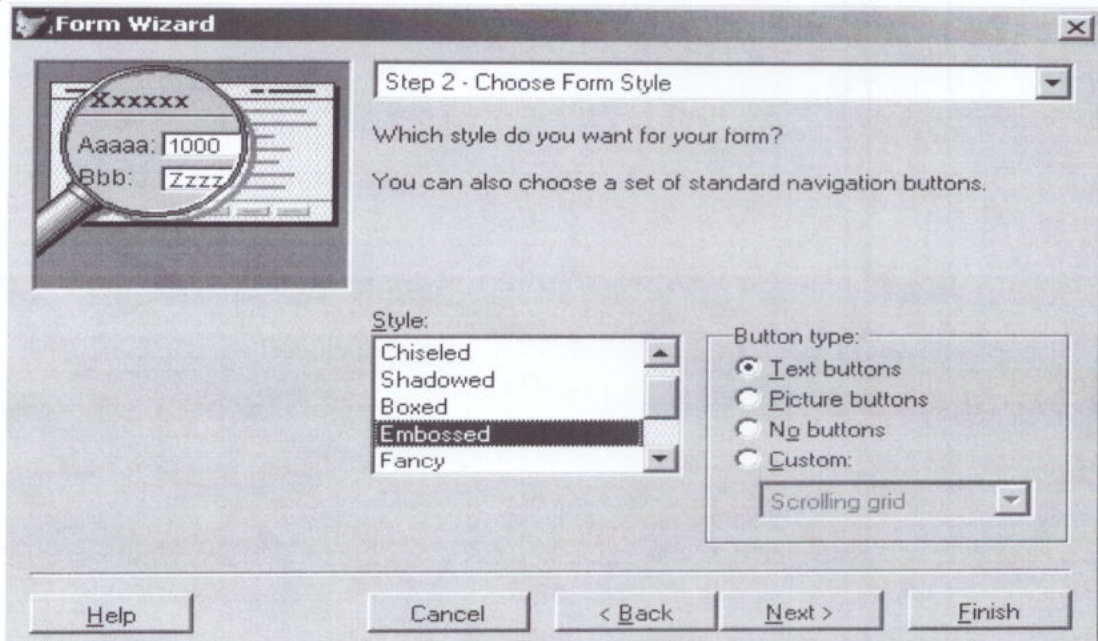 Form Wizard
Xxxxxx
Aaaaa: 1000
Bbb: Zzzz
Step 2 - Choose Form Style
Which style do you want for your form?
You can also choose a set of standard navigation buttons.
Style:
Chiseled
Shadowed
Boxed
Embossed
Fancy
Button type:
Text buttons
Picture buttons
No buttons
Custom:
Scrolling grid
Help
Cancel
< Back
Next >
Finish